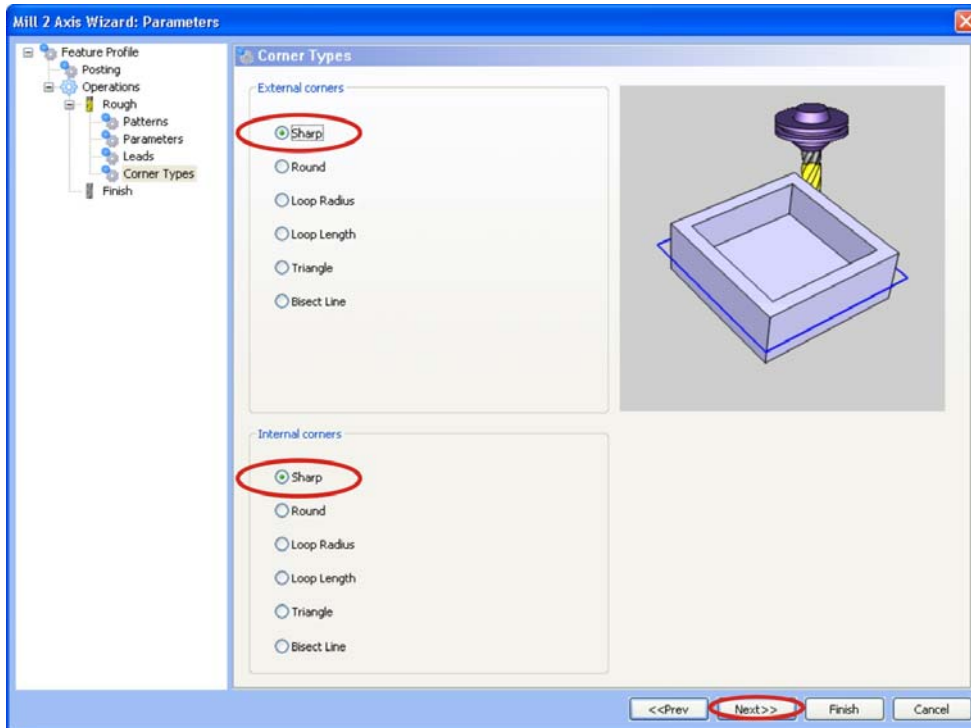 Mill 2 Axis Wizard: Parameters
Feature Profile
Posting
Operations
Rough
Patterns
Parameters
Leads
Corner Types
Finish
Corner Types
External corners
Sharp
Round
Loop Radius
Loop Length
Triangle
Bisect Line
Internal corners
Sharp
Round
Loop Radius
Loop Length
Triangle
Bisect Line
<<Prev
Next>>
Finish
Cancel